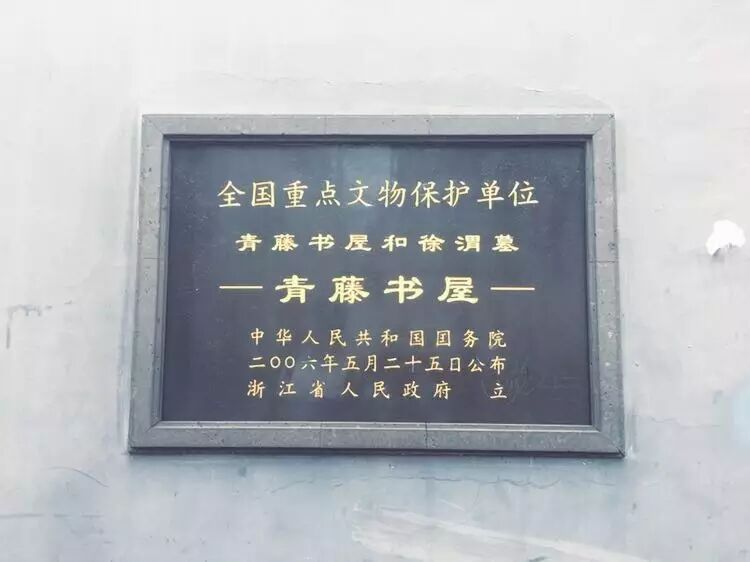 全国重点文物保护单位
青藤书屋和徐渭墓
—青藤书屋—
中华人民共和国国务院
二〇〇六年五月二十五日公布
浙江省人民政府 立